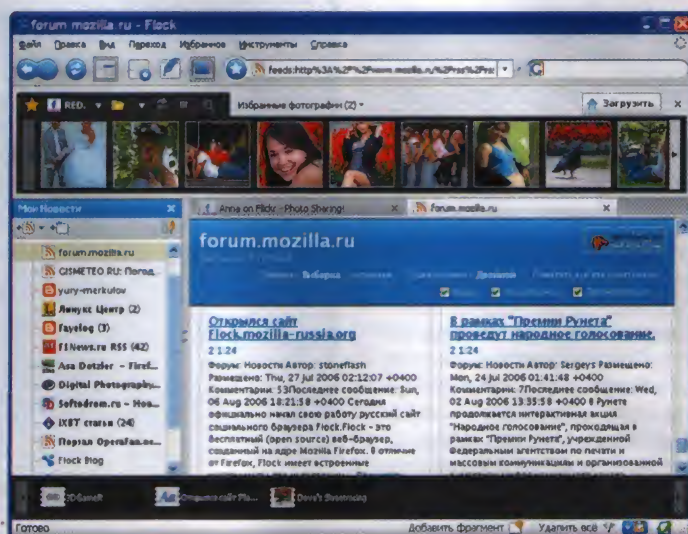 forum mozilla ru - Flock
Файл Правка Вид Переход Избранное Инструменты Справка
RED.
Избранные фотографии (2)
Загрузить
Мои Новости
Anna on Flickr - Photo Sharing!
forum.mozilla.ru
forum.mozilla.ru
GISMETEO RU: Погод
yury-merkulov
Линукс Центр (2)
Fayelog (3)
F1News.ru RSS (42)
Asa Dotzler - Firef...
Digital Photography...
Softodrom.ru - Нов...
iXBT статьи (24)
Портал Operafan.ne...
Flock Blog
forum.mozilla.ru
Выборка
Открылся сайт
Flock.mozilla-russia.org
2 1:24
Форум: Новости Автор: stoneflash
Размещено: Thu, 27 Jul 2006 02:12:07 +0400
Комментарии: 53Последнее сообщение: Sun,
06 Aug 2006 18:21:58 +0400 Сегодня
официально начал свою работу русский сайт
социального браузера Flock.Flock - это
бесплатный (open source) веб-браузер,
созданный на ядре Mozilla Firefox. В отличие
от Firefox, Flock имеет встроенные
В рамках "Премии Рунета"
проведут народное голосование.
2 1:24
Форум: Новости Автор: Sergeys Размещено:
Mon, 24 Jul 2006 01:41:48 +0400
Комментарии: 7Последнее сообщение: Wed,
02 Aug 2006 13:35:58 +0400 В Рунете
продолжается интерактивная акция
"Народное голосование", проходящая в
рамках "Премии Рунета", учрежденной
Федеральным агентством по печати и
массовым коммуникациям и организованной
Открылся сайт Flo...
Готово
Добавить фрагмент
Удалить всё